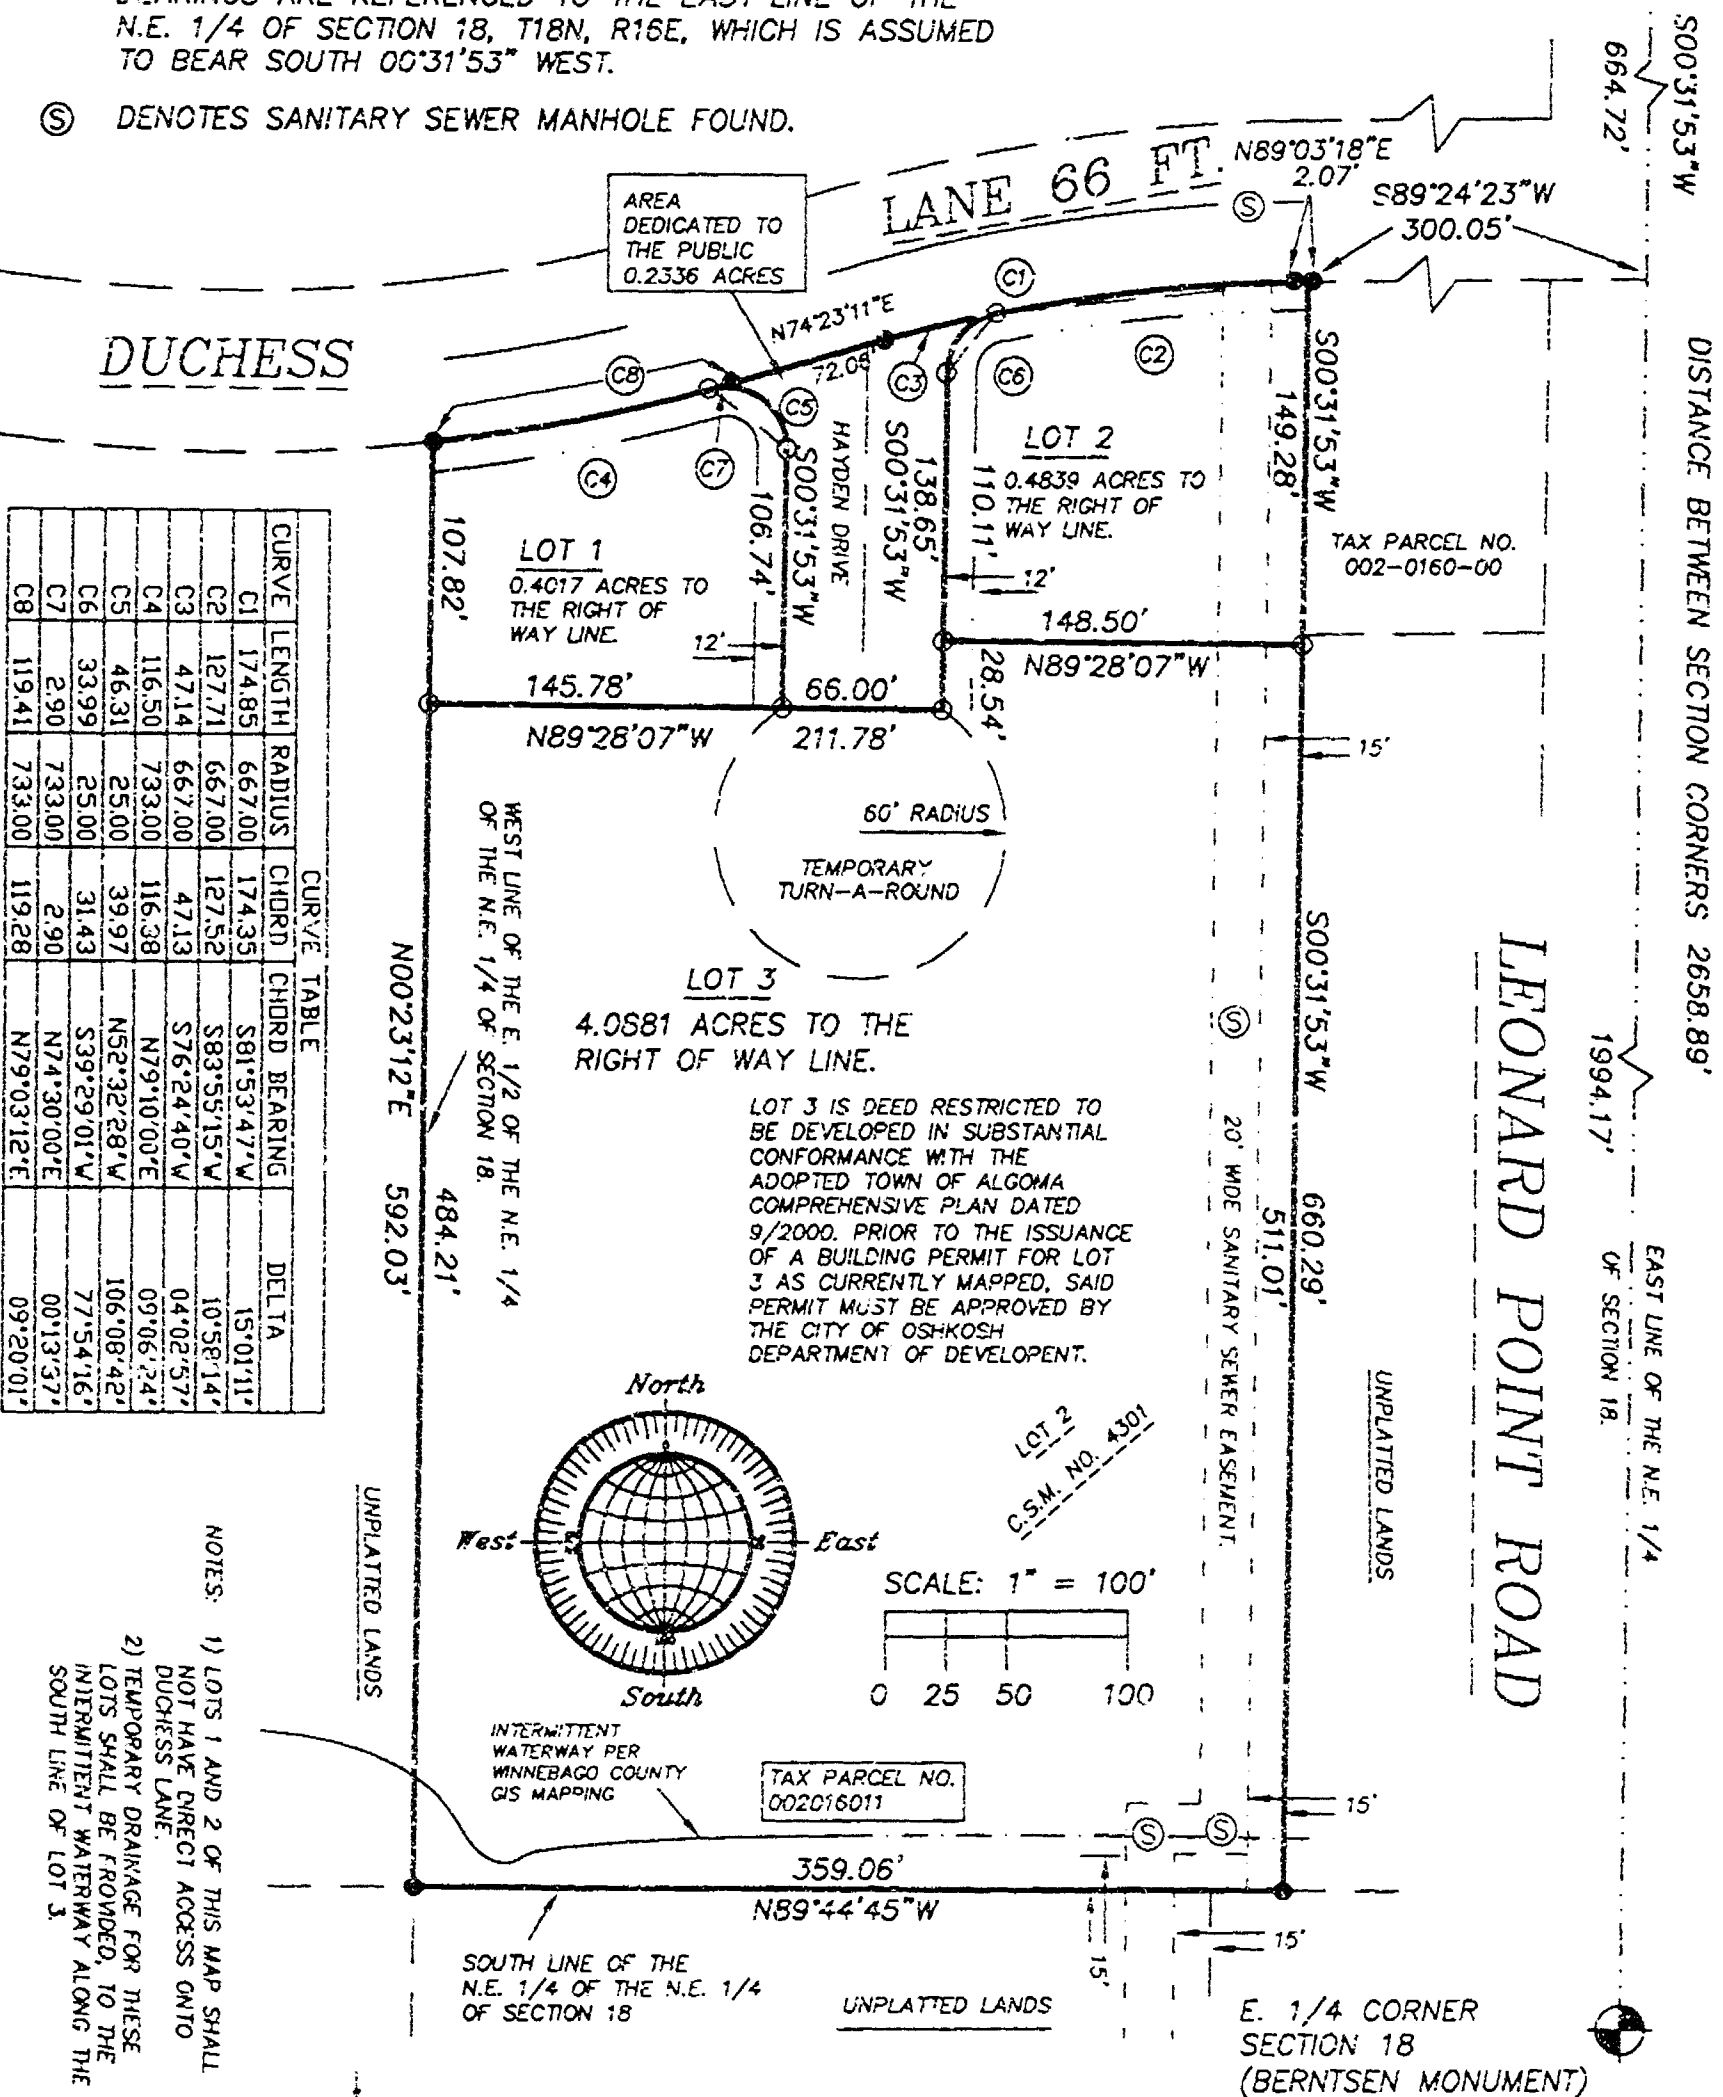 N.E. 1/4 OF SECTION 18, T18N, R16E, WHICH IS ASSUMED
TO BEAR SOUTH 00°31'53" WEST.
Ⓢ DENOTES SANITARY SEWER MANHOLE FOUND.
S00°31'53"W
664.72'
AREA
DEDICATED TO
THE PUBLIC
0.2336 ACRES
LANE 66 FT.
N89°03'18"E
2.07'
S89°24'23"W
300.05'
Ⓢ
DUCHESS
C1
N74°23'11"E
72.08'
C8
C3
C6
C2
C5
C7
C4
HAYDEN DRIVE
S00°31'53"W
138.65'
110.11'
LOT 2
0.4839 ACRES TO
THE RIGHT OF
WAY LINE.
12'
S00°31'53"W
149.28'
TAX PARCEL NO.
002-0160-00
DISTANCE BETWEEN SECTION CORNERS 2658.89'
107.82'
LOT 1
0.4017 ACRES TO
THE RIGHT OF
WAY LINE.
12'
S00°31'53"W
106.74'
148.50'
N89°28'07"W
28.54'
145.78'
N89°28'07"W
66.00'
211.78'
15'
60' RADIUS
TEMPORARY
TURN-A-ROUND
WEST LINE OF THE E. 1/2 OF THE N.E. 1/4
OF THE N.E. 1/4 OF SECTION 18.
N00°23'12"E 592.03'
484.21'
CURVE TABLE
CURVE LENGTH RADIUS CHORD CHORD BEARING DELTA
C1 174.85 667.00 174.35 S81°53'47"W 15°01'11"
C2 127.71 667.00 127.52 S83°55'15"W 10°58'14"
C3 47.14 667.00 47.13 S76°24'40"W 04°02'57"
C4 116.50 733.00 116.38 N79°10'00"E 09°06'24"
C5 46.31 25.00 39.97 N52°32'28"W 106°08'42"
C6 33.99 25.00 31.43 S39°29'01"W 77°54'16"
C7 2.90 733.00 2.90 N74°30'00"E 00°13'37"
C8 119.41 733.00 119.28 N79°03'12"E 09°20'01"
LOT 3
ACRES TO THE
RIGHT OF WAY LINE.
LOT 3 IS DEED RESTRICTED TO
BE DEVELOPED IN SUBSTANTIAL
CONFORMANCE WITH THE
ADOPTED TOWN OF ALGOMA
COMPREHENSIVE PLAN DATED
9/2000. PRIOR TO THE ISSUANCE
OF A BUILDING PERMIT FOR LOT
3 AS CURRENTLY MAPPED, SAID
PERMIT MUST BE APPROVED BY
THE CITY OF OSHKOSH
DEPARTMENT OF DEVELOPENT.
Ⓢ
20' WIDE SANITARY SEWER EASEMENT.
S00°31'53"W 660.29'
511.01'
LEONARD POINT ROAD
1994.17'
EAST LINE OF THE N.E. 1/4
OF SECTION 18.
UNPLATTED LANDS
LOT 2
C.S.M. NO. 4301
North
West
East
South
SCALE: 1" = 100'
0 25 50 100
UNPLATTED LANDS
NOTES: 1) LOTS 1 AND 2 OF THIS MAP SHALL
NOT HAVE DIRECT ACCESS ONTO
DUCHESS LANE.
2) TEMPORARY DRAINAGE FOR THESE
LOTS SHALL BE PROVIDED, TO THE
INTERMITTENT WATERWAY ALONG THE
SOUTH LINE OF LOT 3.
INTERMITTENT
WATERWAY PER
WINNEBAGO COUNTY
GIS MAPPING
TAX PARCEL NO.
002016011
15'
Ⓢ
Ⓢ
359.06'
N89°44'45"W
15'
15'
SOUTH LINE OF THE
N.E. 1/4 OF THE N.E. 1/4
OF SECTION 18
UNPLATTED LANDS
E. 1/4 CORNER
SECTION 18
(BERNTSEN MONUMENT)